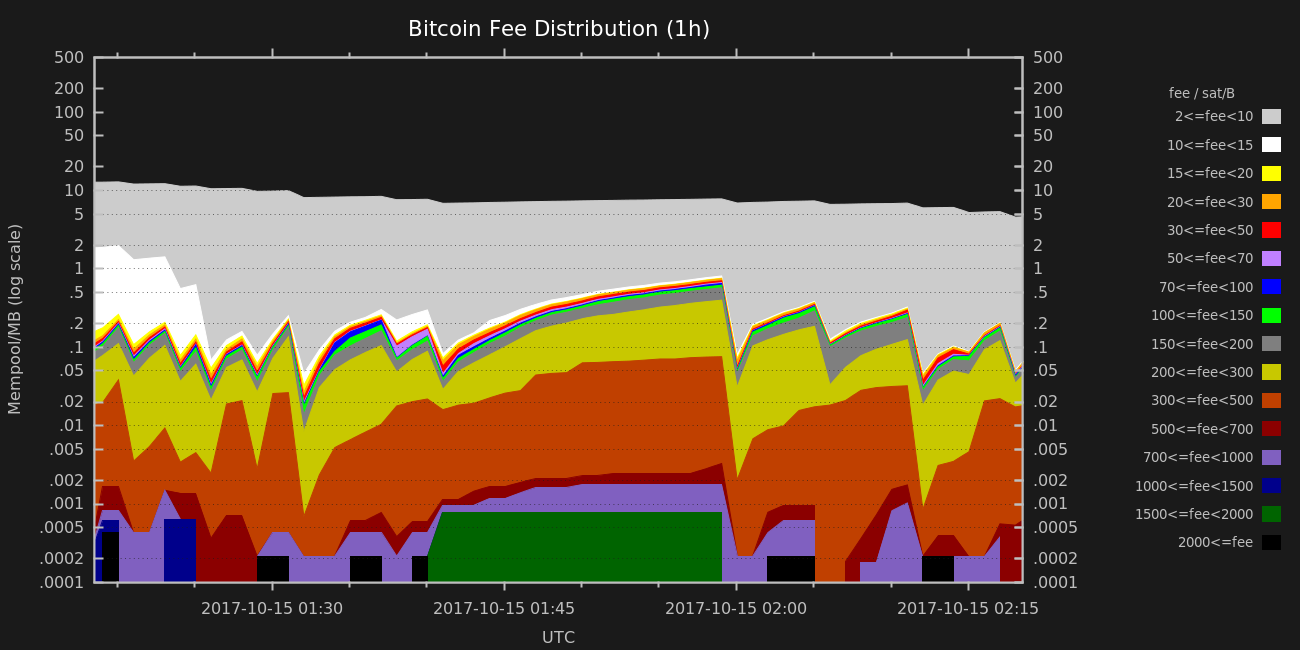 Bitcoin Fee Distribution (1h)
500
200
100
50
20
10
5
2
1
.5
.2
.1
.05
.02
.01
.005
.002
.001
.0005
.0002
.0001
Mempool/MB (log scale)
500
200
100
50
20
10
5
2
1
.5
.2
.1
.05
.02
.01
.005
.002
.001
.0005
.0002
.0001
2017-10-15 01:30
2017-10-15 01:45
2017-10-15 02:00
2017-10-15 02:15
UTC
fee / sat/B
2<=fee<10
10<=fee<15
15<=fee<20
20<=fee<30
30<=fee<50
50<=fee<70
70<=fee<100
100<=fee<150
150<=fee<200
200<=fee<300
300<=fee<500
500<=fee<700
700<=fee<1000
1000<=fee<1500
1500<=fee<2000
2000<=fee